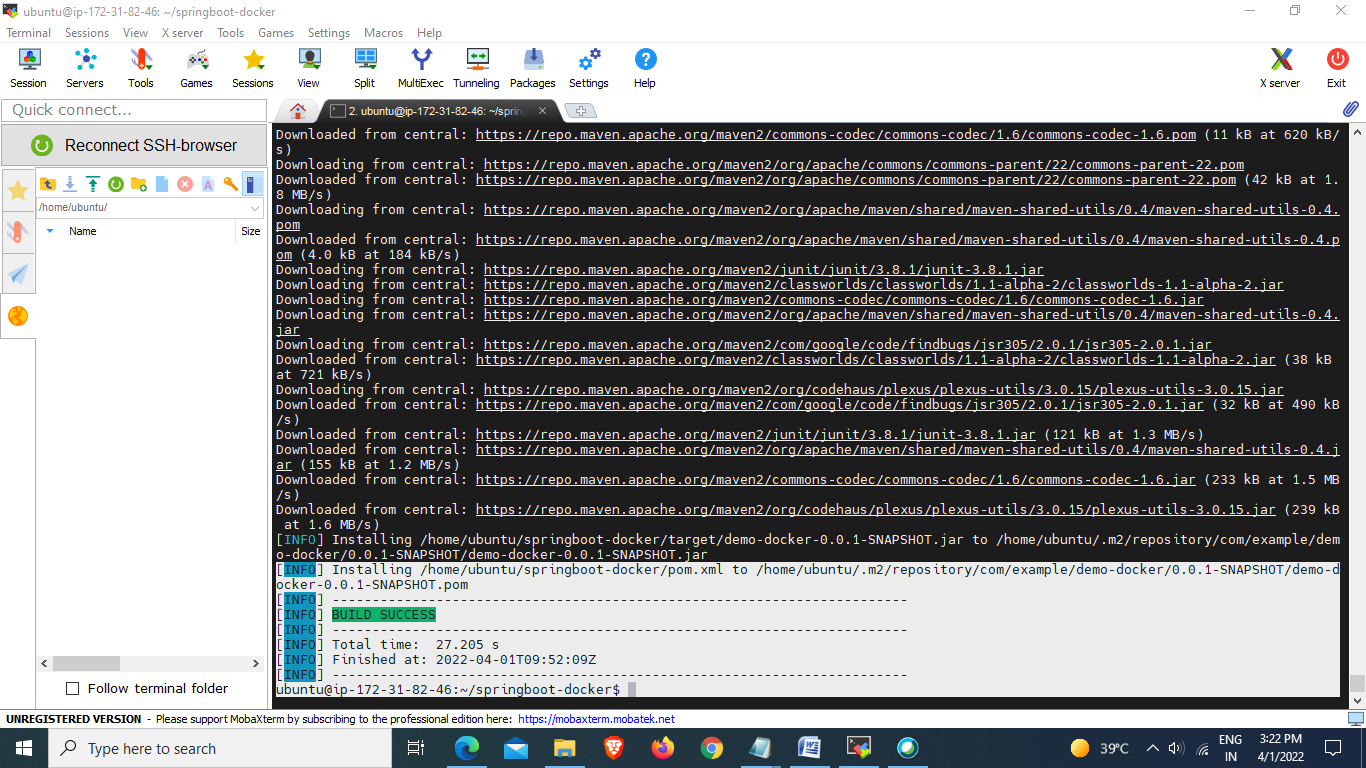 ubuntu@ip-172-31-82-46: ~/springboot-docker
Terminal Sessions View X server Tools Games Settings Macros Help
Session Servers Tools Games Sessions View Split MultiExec Tunneling Packages Settings Help X server Exit
Quick connect...
2. ubuntu@ip-172-31-82-46: ~/sprin
Reconnect SSH-browser
/home/ubuntu/
Name Size
Downloaded from central: https://repo.maven.apache.org/maven2/commons-codec/commons-codec/1.6/commons-codec-1.6.pom (11 kB at 620 kB/
s)
Downloading from central: https://repo.maven.apache.org/maven2/org/apache/commons/commons-parent/22/commons-parent-22.pom
Downloaded from central: https://repo.maven.apache.org/maven2/org/apache/commons/commons-parent/22/commons-parent-22.pom (42 kB at 1.
8 MB/s)
Downloading from central: https://repo.maven.apache.org/maven2/org/apache/maven/shared/maven-shared-utils/0.4/maven-shared-utils-0.4.
pom
Downloaded from central: https://repo.maven.apache.org/maven2/org/apache/maven/shared/maven-shared-utils/0.4/maven-shared-utils-0.4.p
om (4.0 kB at 184 kB/s)
Downloading from central: https://repo.maven.apache.org/maven2/junit/junit/3.8.1/junit-3.8.1.jar
Downloading from central: https://repo.maven.apache.org/maven2/classworlds/classworlds/1.1-alpha-2/classworlds-1.1-alpha-2.jar
Downloading from central: https://repo.maven.apache.org/maven2/commons-codec/commons-codec/1.6/commons-codec-1.6.jar
Downloading from central: https://repo.maven.apache.org/maven2/org/apache/maven/shared/maven-shared-utils/0.4/maven-shared-utils-0.4.
jar
Downloading from central: https://repo.maven.apache.org/maven2/com/google/code/findbugs/jsr305/2.0.1/jsr305-2.0.1.jar
Downloaded from central: https://repo.maven.apache.org/maven2/classworlds/classworlds/1.1-alpha-2/classworlds-1.1-alpha-2.jar (38 kB
at 721 kB/s)
Downloading from central: https://repo.maven.apache.org/maven2/org/codehaus/plexus/plexus-utils/3.0.15/plexus-utils-3.0.15.jar
Downloaded from central: https://repo.maven.apache.org/maven2/com/google/code/findbugs/jsr305/2.0.1/jsr305-2.0.1.jar (32 kB at 490 kB
/s)
Downloaded from central: https://repo.maven.apache.org/maven2/junit/junit/3.8.1/junit-3.8.1.jar (121 kB at 1.3 MB/s)
Downloaded from central: https://repo.maven.apache.org/maven2/org/apache/maven/shared/maven-shared-utils/0.4/maven-shared-utils-0.4.j
ar (155 kB at 1.2 MB/s)
Downloaded from central: https://repo.maven.apache.org/maven2/commons-codec/commons-codec/1.6/commons-codec-1.6.jar (233 kB at 1.5 MB
/s)
Downloaded from central: https://repo.maven.apache.org/maven2/org/codehaus/plexus/plexus-utils/3.0.15/plexus-utils-3.0.15.jar (239 kB
at 1.6 MB/s)
[INFO] Installing /home/ubuntu/springboot-docker/target/demo-docker-0.0.1-SNAPSHOT.jar to /home/ubuntu/.m2/repository/com/example/dem
o-docker/0.0.1-SNAPSHOT/demo-docker-0.0.1-SNAPSHOT.jar
[INFO] Installing /home/ubuntu/springboot-docker/pom.xml to /home/ubuntu/.m2/repository/com/example/demo-docker/0.0.1-SNAPSHOT/demo-d
ocker-0.0.1-SNAPSHOT.pom
[INFO] ------------------------------------------------------------------------
[INFO] BUILD SUCCESS
[INFO] ------------------------------------------------------------------------
[INFO] Total time:  27.205 s
[INFO] Finished at: 2022-04-01T09:52:09Z
[INFO] ------------------------------------------------------------------------
ubuntu@ip-172-31-82-46:~/springboot-docker$
Follow terminal folder
UNREGISTERED VERSION - Please support MobaXterm by subscribing to the professional edition here: https://mobaxterm.mobatek.net
Type here to search
39°C
ENG
IN
3:22 PM
4/1/2022